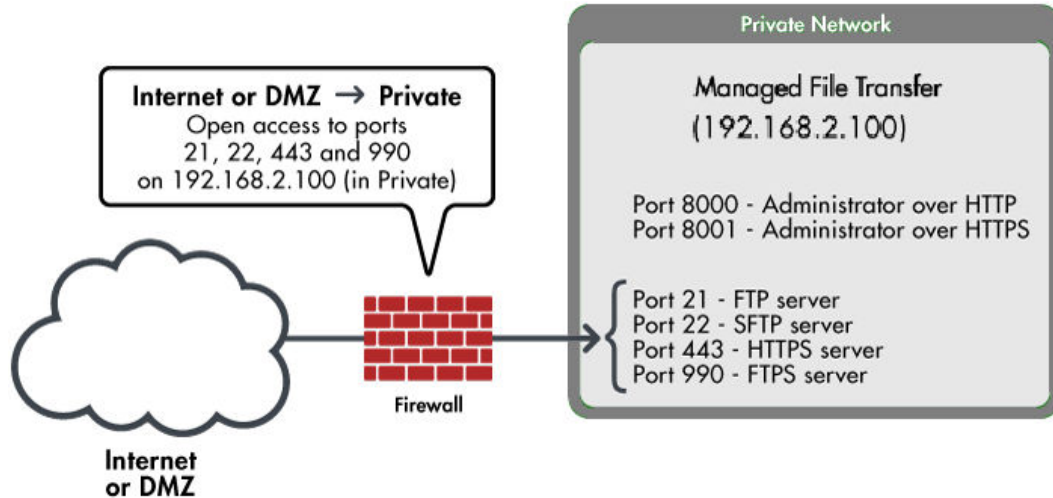 Private Network
Internet or DMZ → Private
Open access to ports
21, 22, 443 and 990
on 192.168.2.100 (in Private)
Managed File Transfer
(192.168.2.100)
Port 8000 - Administrator over HTTP
Port 8001 - Administrator over HTTPS
Port 21 - FTP server
Port 22 - SFTP server
Port 443 - HTTPS server
Port 990 - FTPS server
Firewall
Internet
or DMZ